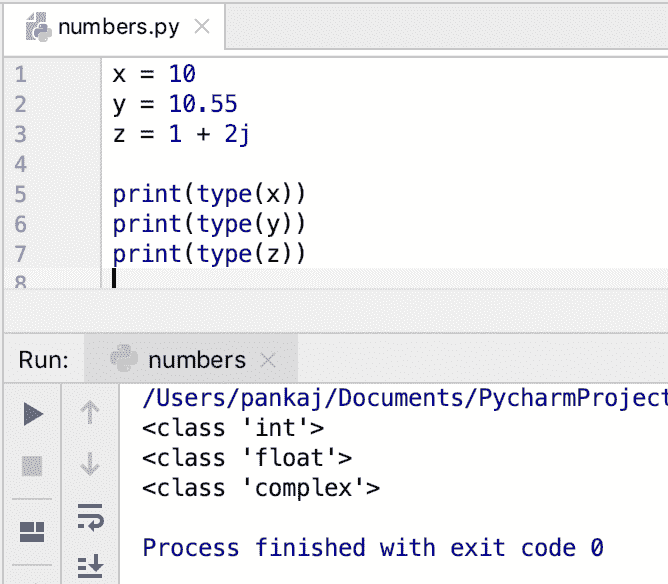 numbers.py
1 x = 10
2 y = 10.55
3 z = 1 + 2j
4
5 print(type(x))
6 print(type(y))
7 print(type(z))
8
Run: numbers
/Users/pankaj/Documents/PycharmProject
<class 'int'>
<class 'float'>
<class 'complex'>
Process finished with exit code 0